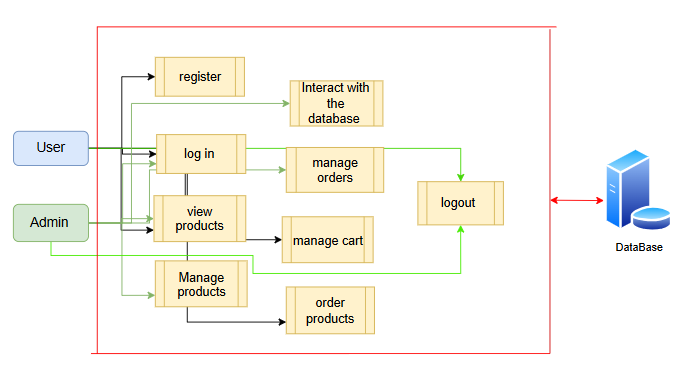 register
Interact with
the
database
User
log in
manage
orders
Admin
view
products
logout
manage cart
DataBase
Manage
products
order
products